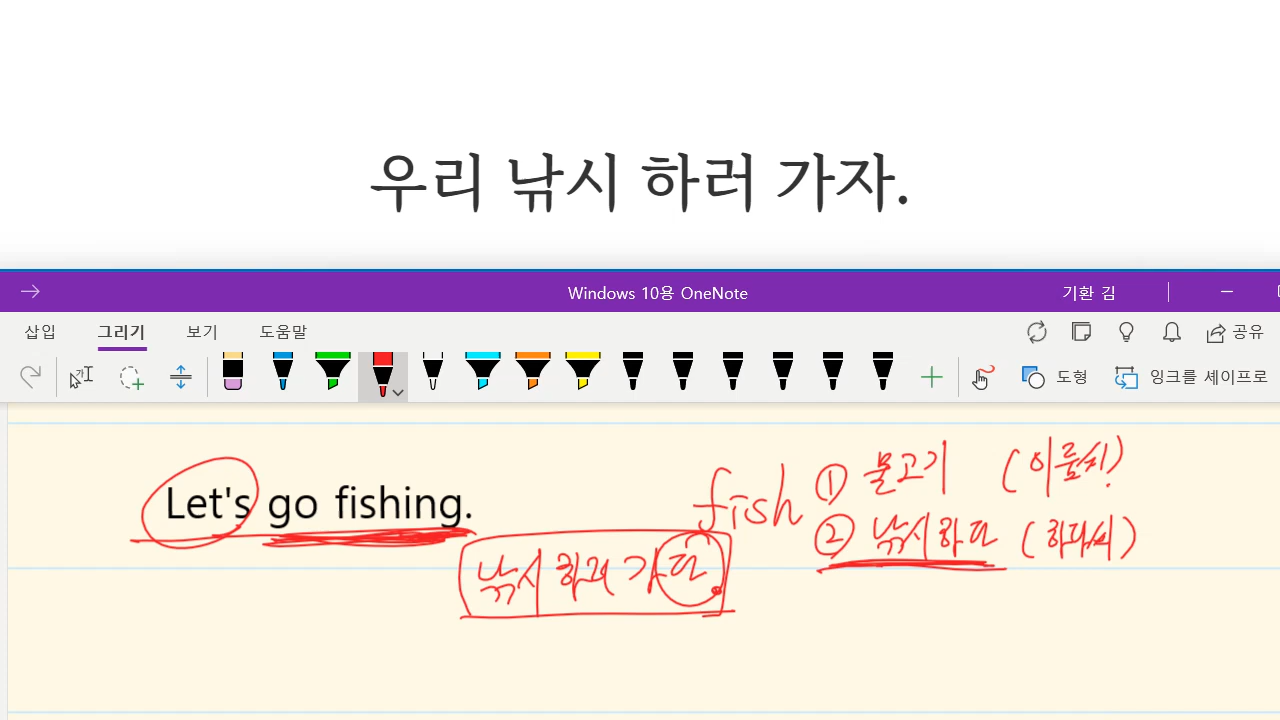 우리 낚시 하러 가자.
Windows 10용 OneNote
기환 김
삽입 그리기 보기 도움말
공유
가
도형
잉크를 셰이프로
Let's go fishing.
fish ① 물고기 (이름씨)
② 낚시하다 (하다씨)
낚시 하러 가다.